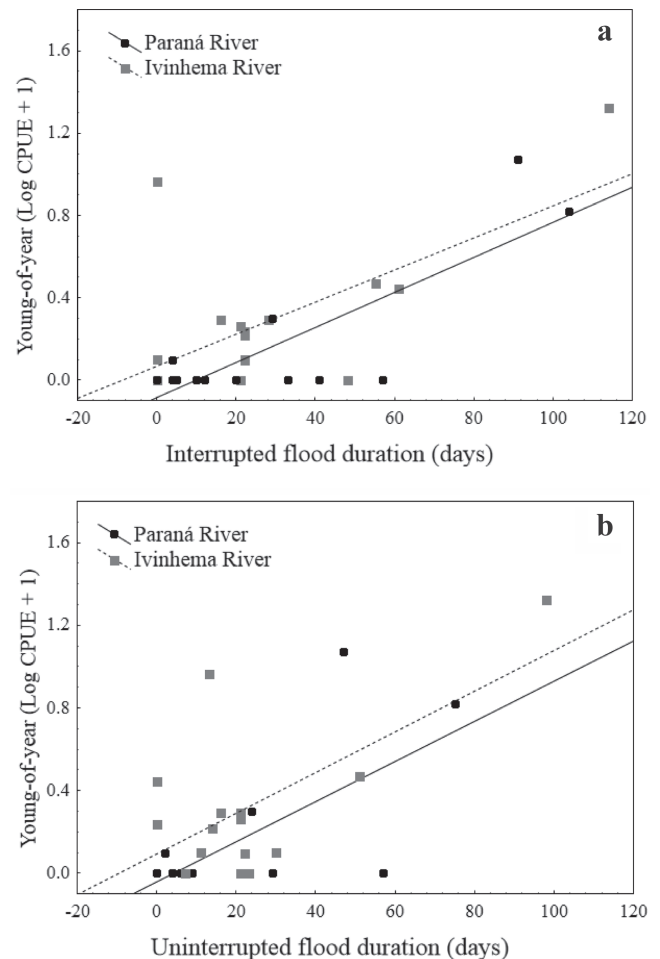 a
Paraná River
Ivinhema River
Young-of-year (Log CPUE + 1)
1.6
1.2
0.8
0.4
0.0
-20 0 20 40 60 80 100 120
Interrupted flood duration (days)
b
Paraná River
Ivinhema River
Young-of-year (Log CPUE + 1)
1.6
1.2
0.8
0.4
0.0
-20 0 20 40 60 80 100 120
Uninterrupted flood duration (days)